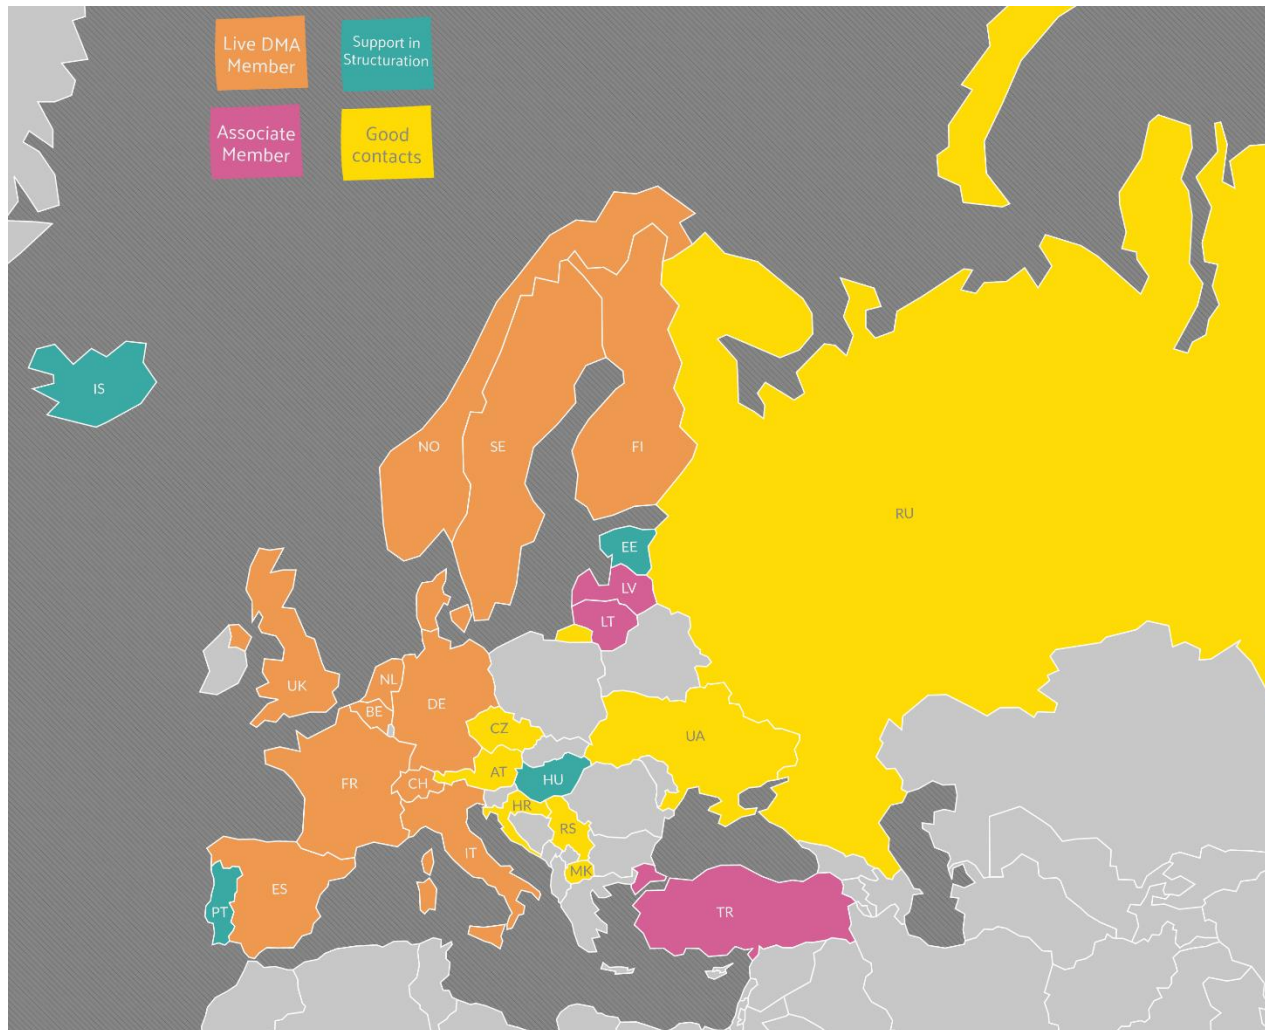 Live DMA
Member
Support in
Structuration
Associate
Member
Good
contacts
IS
NO
SE
FI
RU
EE
LV
LT
UK
NL
BE
DE
CZ
UA
FR
CH
AT
HU
HR
RS
IT
MK
ES
PT
TR